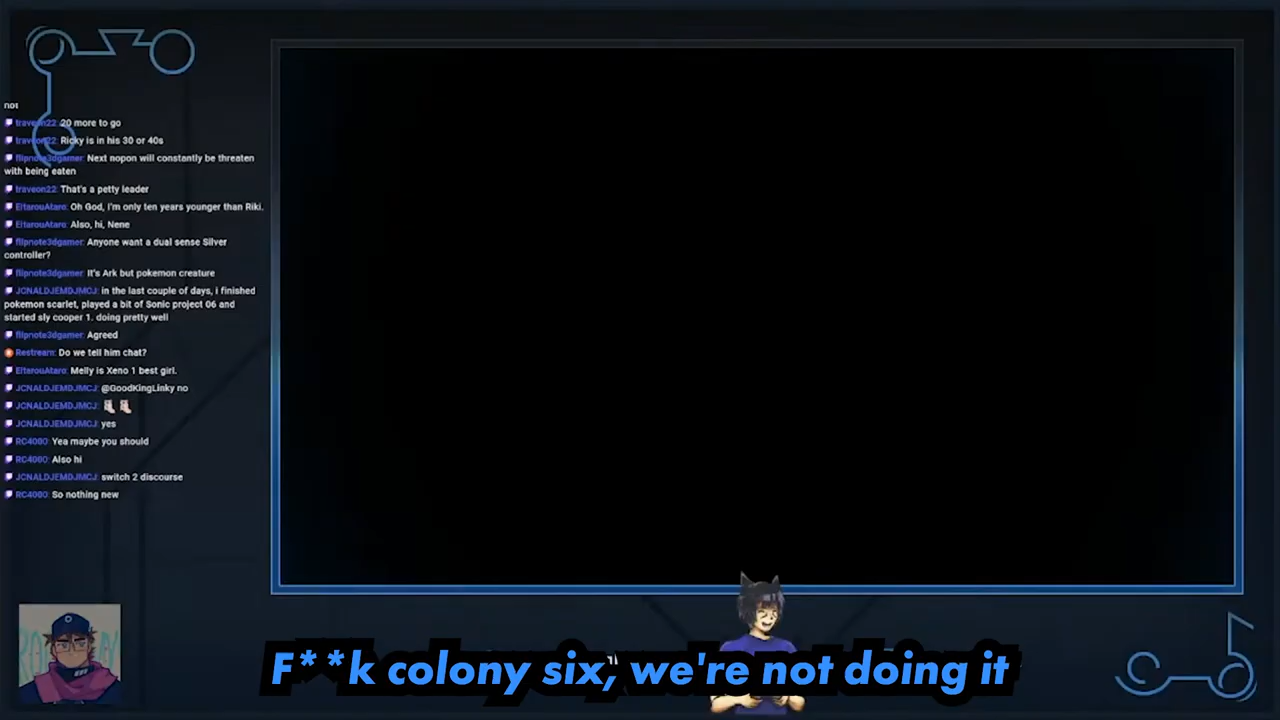 not
traveon22: 20 more to go
traveon22: Ricky is in his 30 or 40s
flipnote3dgamer: Next nopon will constantly be threaten
with being eaten
traveon22: That's a petty leader
EitarouAtaro: Oh God, I'm only ten years younger than Riki.
EitarouAtaro: Also, hi, Nene
flipnote3dgamer: Anyone want a dual sense Silver
controller?
flipnote3dgamer: It's Ark but pokemon creature
JCNALDJEMDJMCJ: in the last couple of days, i finished
pokemon scarlet, played a bit of Sonic project 06 and
started sly cooper 1. doing pretty well
flipnote3dgamer: Agreed
Restream: Do we tell him chat?
EitarouAtaro: Melly is Xeno 1 best girl.
JCNALDJEMDJMCJ: @GoodKingLinky no
JCNALDJEMDJMCJ:
JCNALDJEMDJMCJ: yes
RC4000: Yea maybe you should
RC4000: Also hi
JCNALDJEMDJMCJ: switch 2 discourse
RC4000: So nothing new
F**k colony six, we're not doing it